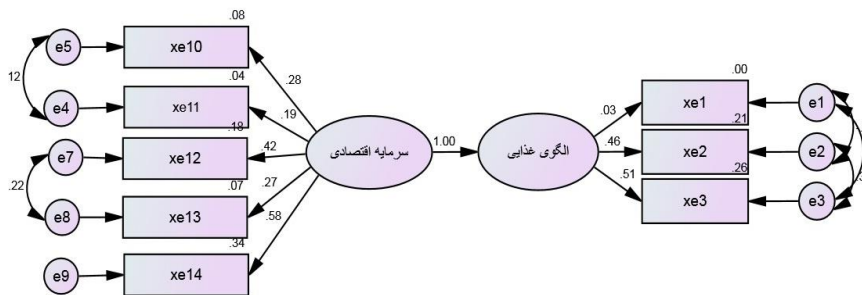 .08
e5
xe10
.28
12
.04
e4
xe11
.19
.18
e7
xe12
.42
.22
.07
e8
xe13
.27
.58
.34
e9
xe14
سرمایه اقتصادی
1.00
الگوی غذایی
.00
.03
xe1
e1
.21
.46
xe2
e2
.26
.51
xe3
e3